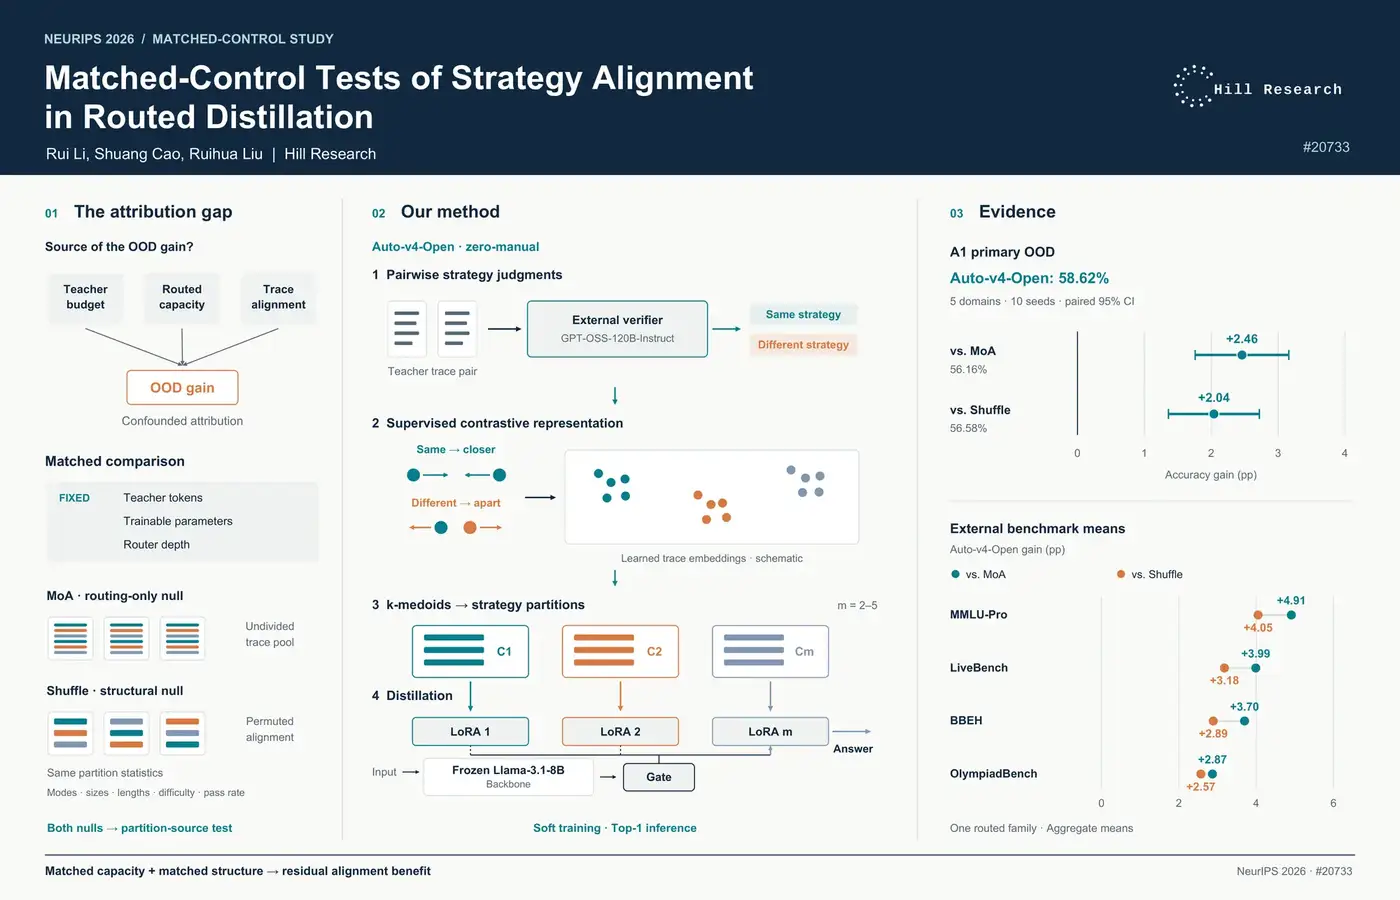 NEURIPS 2026 / MATCHED-CONTROL STUDY
Matched-Control Tests of Strategy Alignment
in Routed Distillation
Rui Li, Shuang Cao, Ruihua Liu | Hill Research
Hill Research
#20733
01 The attribution gap
Source of the OOD gain?
Teacher budget
Routed capacity
Trace alignment
OOD gain
Confounded attribution
Matched comparison
FIXED
Teacher tokens
Trainable parameters
Router depth
MoA · routing-only null
Undivided
trace pool
Shuffle · structural null
Permuted
alignment
Same partition statistics
Modes · sizes · lengths · difficulty · pass rate
Both nulls → partition-source test
02 Our method
Auto-v4-Open · zero-manual
1 Pairwise strategy judgments
Teacher trace pair
External verifier
GPT-OSS-120B-Instruct
Same strategy
Different strategy
2 Supervised contrastive representation
Same → closer
Different → apart
Learned trace embeddings · schematic
3 k-medoids → strategy partitions
m = 2–5
C1
C2
Cm
4 Distillation
LoRA 1
LoRA 2
LoRA m
Answer
Input
Frozen Llama-3.1-8B
Backbone
Gate
Soft training · Top-1 inference
03 Evidence
A1 primary OOD
Auto-v4-Open: 58.62%
5 domains · 10 seeds · paired 95% CI
vs. MoA
56.16%
+2.46
vs. Shuffle
56.58%
+2.04
0 1 2 3 4
Accuracy gain (pp)
External benchmark means
Auto-v4-Open gain (pp)
vs. MoA
vs. Shuffle
MMLU-Pro
+4.91
+4.05
LiveBench
+3.99
+3.18
BBEH
+3.70
+2.89
OlympiadBench
+2.87
+2.57
0 2 4 6
One routed family · Aggregate means
Matched capacity + matched structure → residual alignment benefit
NeurIPS 2026 · #20733